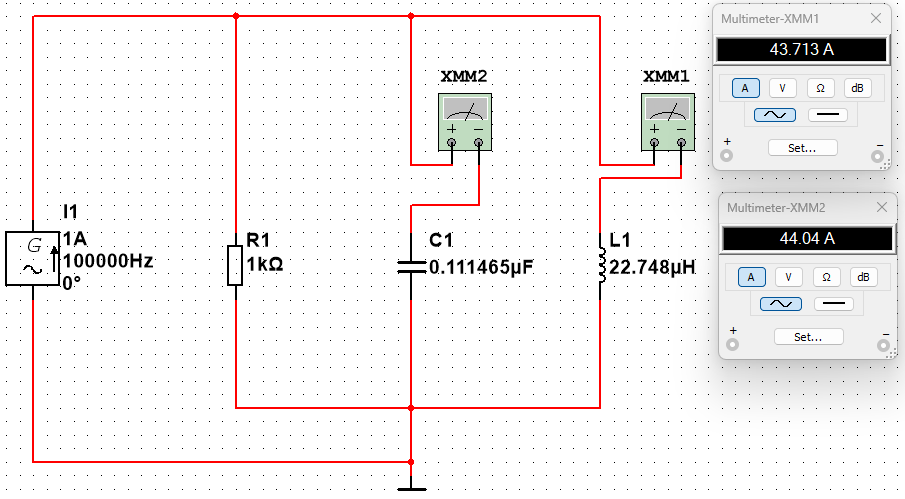 Multimeter-XMM1
43.713 A
A V Ω dB
+ Set... −
XMM2
+ −
XMM1
+ −
Multimeter-XMM2
44.04 A
A V Ω dB
+ Set... −
I1
G
1A
100000Hz
0°
R1
1kΩ
C1
0.111465µF
L1
22.748µH